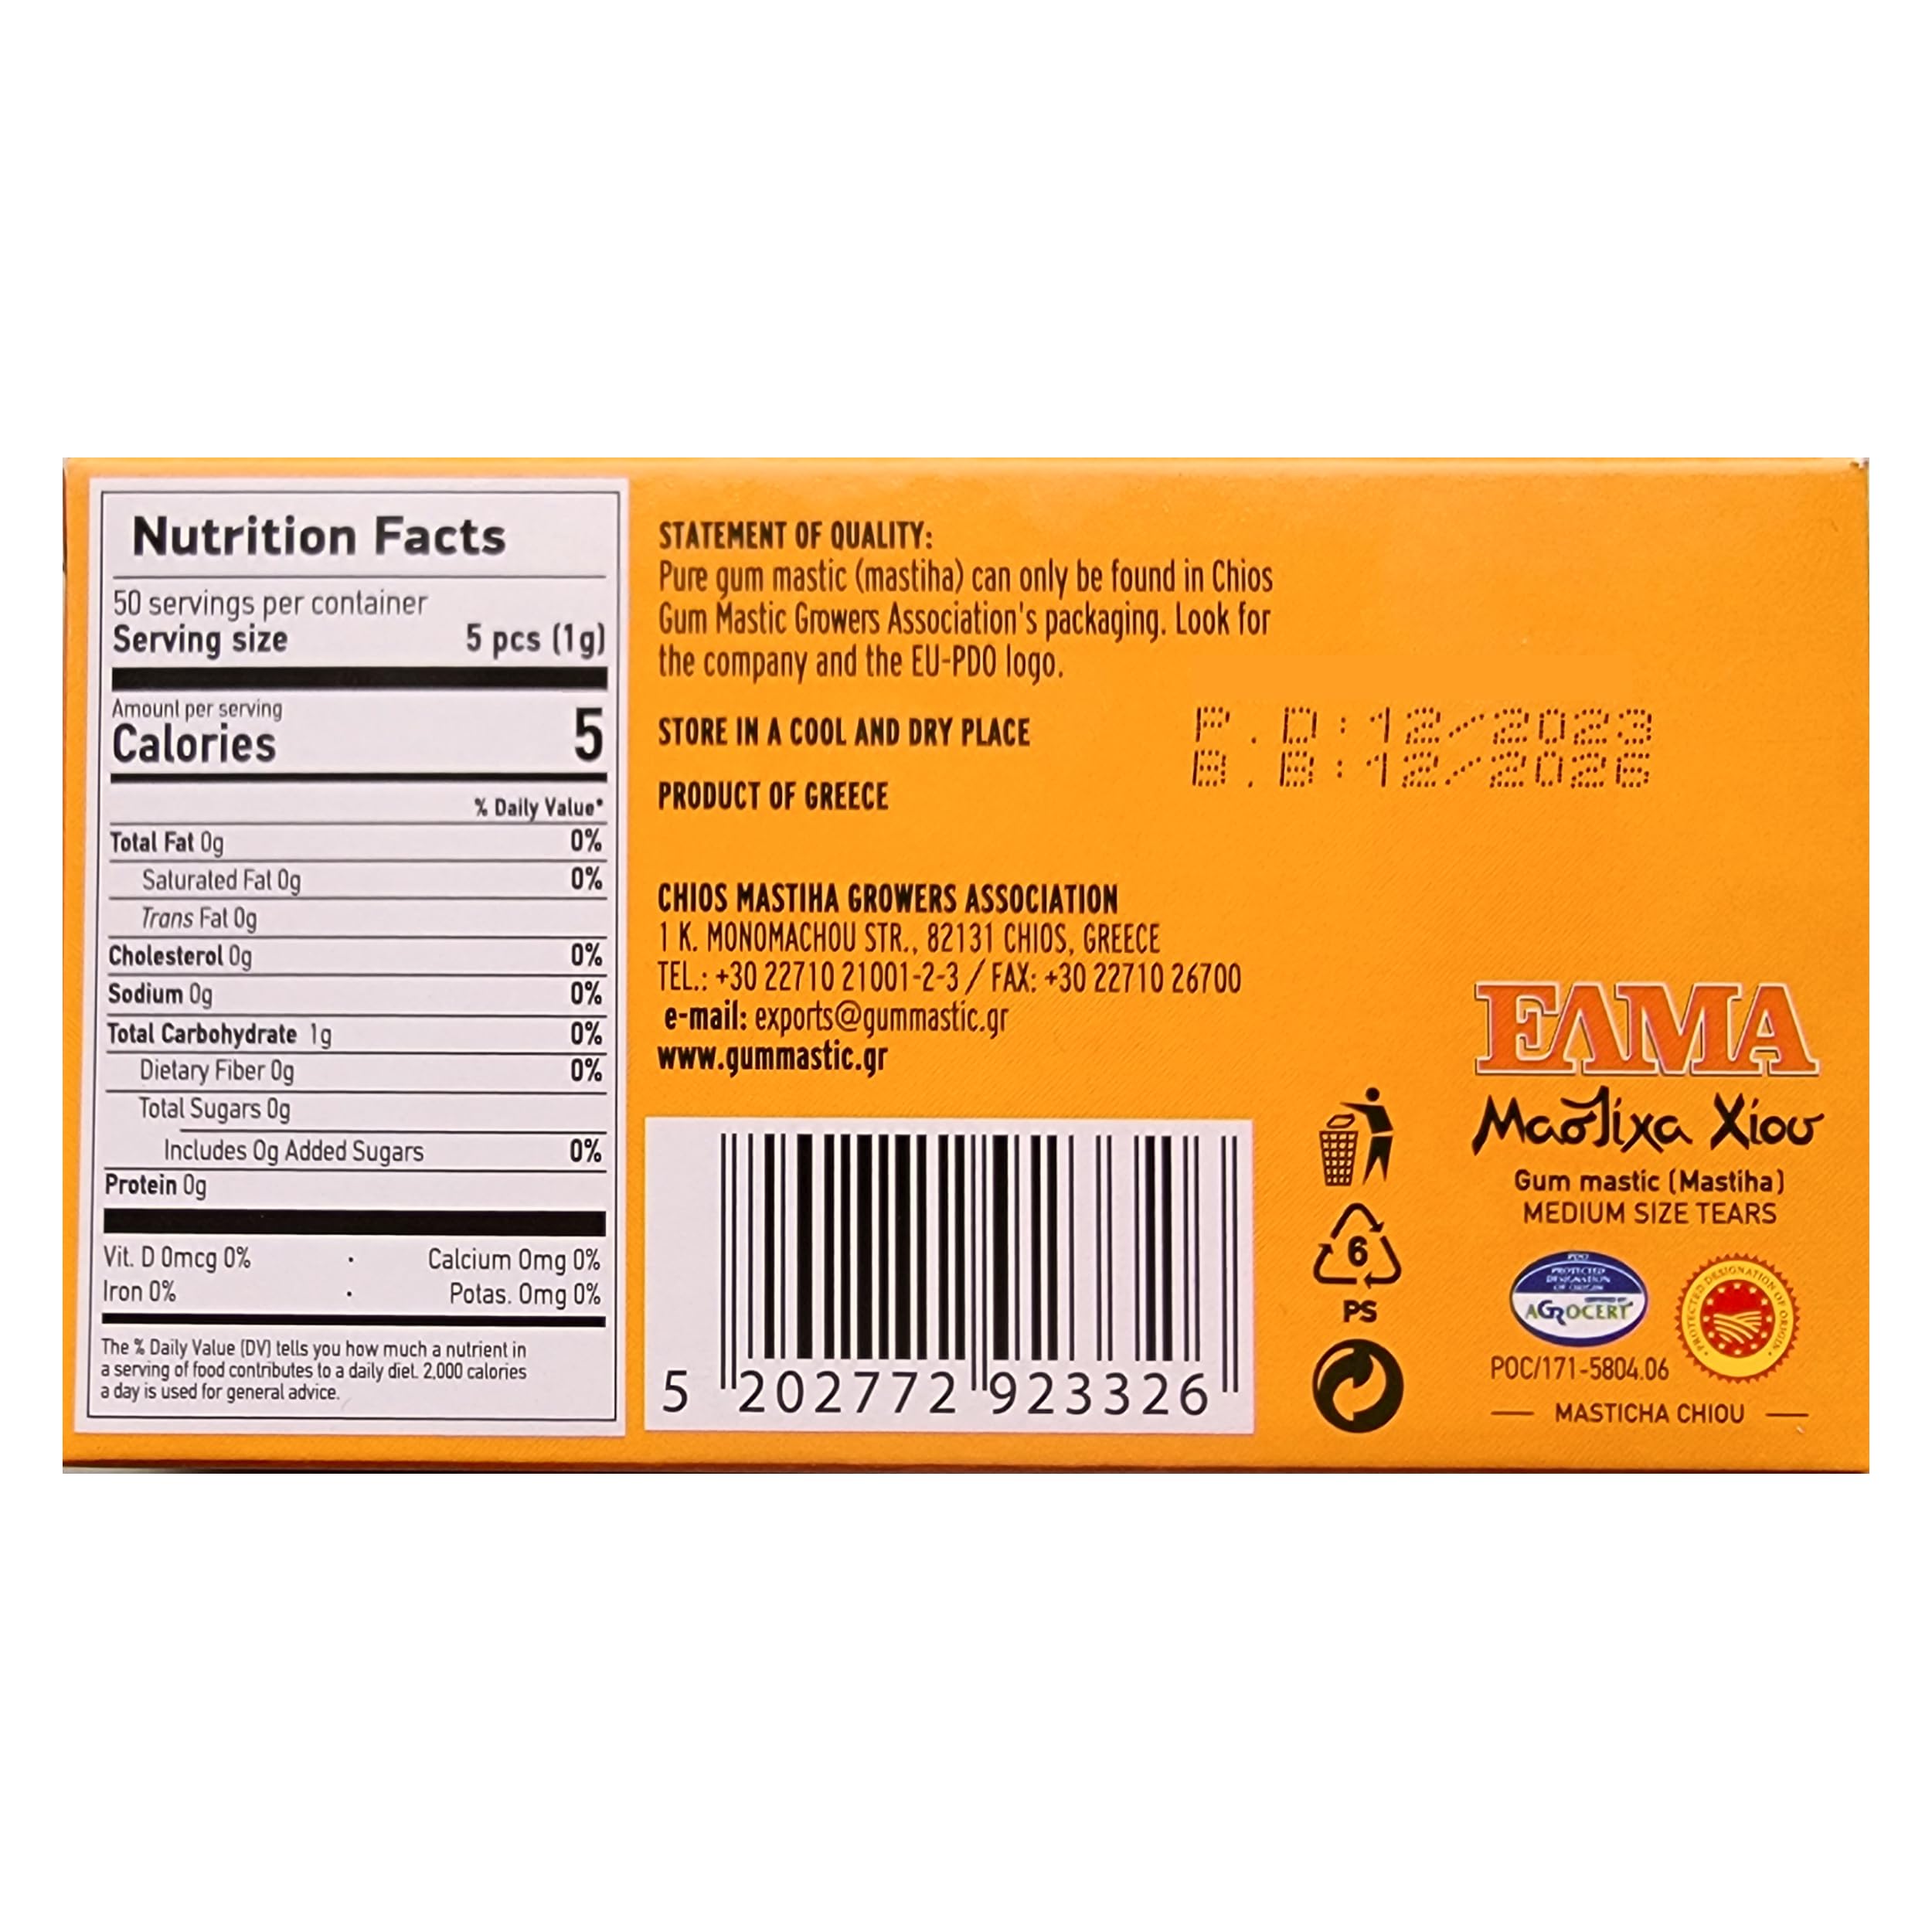 Nutrition Facts
50 servings per container
Serving size 5 pcs (1g)
Amount per serving
Calories 5
% Daily Value*
Total Fat 0g 0%
Saturated Fat 0g 0%
Trans Fat 0g
Cholesterol 0g 0%
Sodium 0g 0%
Total Carbohydrate 1g 0%
Dietary Fiber 0g 0%
Total Sugars 0g
Includes 0g Added Sugars 0%
Protein 0g
Vit. D 0mcg 0% · Calcium 0mg 0%
Iron 0% · Potas. 0mg 0%
The % Daily Value (DV) tells you how much a nutrient in
a serving of food contributes to a daily diet. 2,000 calories
a day is used for general advice.
STATEMENT OF QUALITY:
Pure gum mastic (mastiha) can only be found in Chios
Gum Mastic Growers Association's packaging. Look for
the company and the EU-PDO logo.
STORE IN A COOL AND DRY PLACE
PRODUCT OF GREECE
P.D:12/2023
B.B:12/2026
CHIOS MASTIHA GROWERS ASSOCIATION
1 K. MONOMACHOU STR., 82131 CHIOS, GREECE
TEL.: +30 22710 21001-2-3 / FAX: +30 22710 26700
e-mail: exports@gummastic.gr
www.gummastic.gr
5 202772 923326
6
PS
ΕΛΜΑ
Μαστίχα Χίου
Gum mastic (Mastiha)
MEDIUM SIZE TEARS
PDO
PROTECTED
DESIGNATION
OF ORIGIN
AGROCERT
PROTECTED DESIGNATION OF ORIGIN
POC/171-5804.06
MASTICHA CHIOU